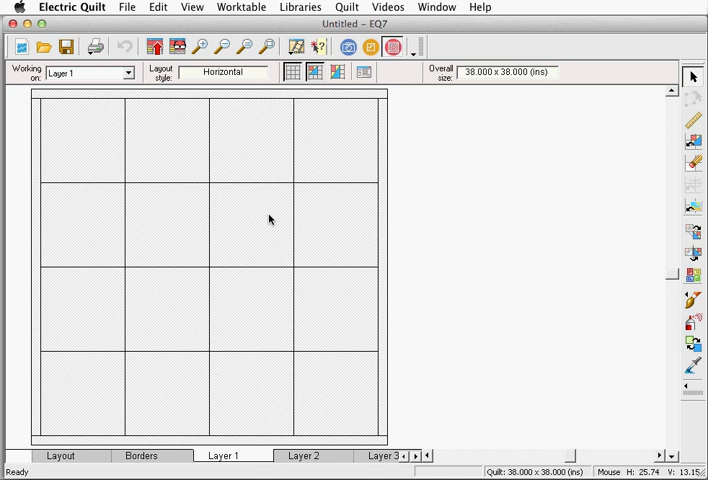 Electric Quilt File Edit View Worktable Libraries Quilt Videos Window Help
Untitled - EQ7
Working on: Layer 1 Layout style: Horizontal Overall size: 38.000 x 38.000 (ins)
Layout Borders Layer 1 Layer 2 Layer 3
Ready Quilt: 38.000 x 38.000 (ins) Mouse H: 25.74 V: 13.15